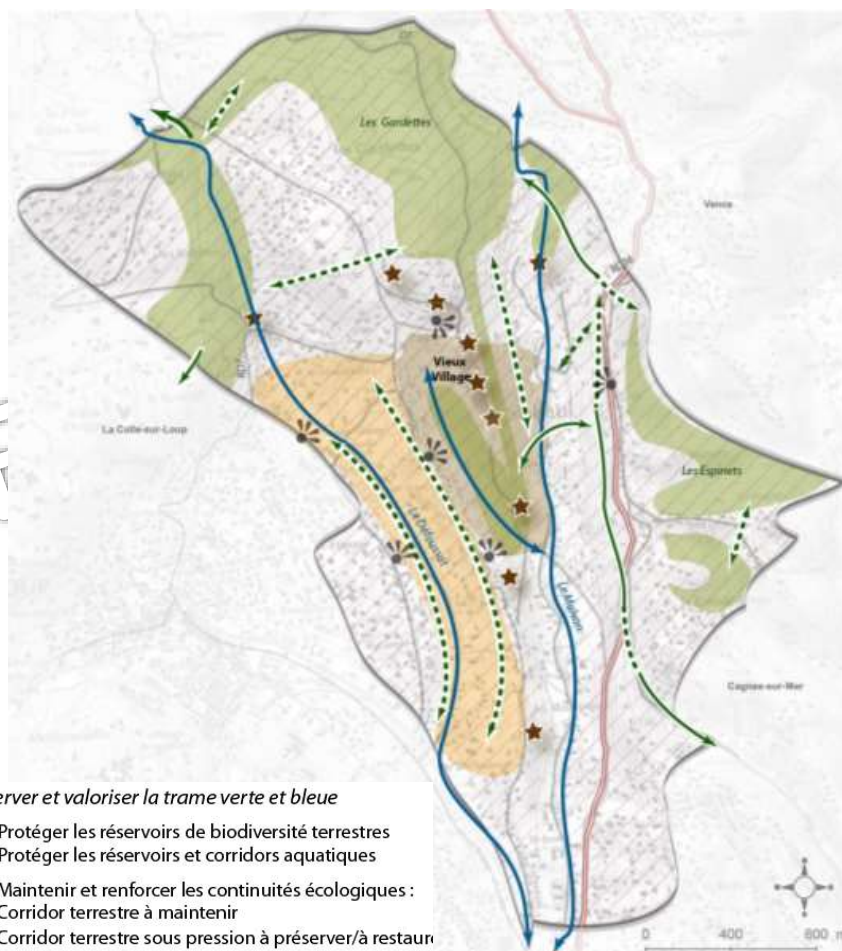 Les Gardettes
Vence
Vieux
Village
La Colle-sur-Loup
Les Espinets
Le Malvan
Cagnes-sur-Mer
erver et valoriser la trame verte et bleue
Protéger les réservoirs de biodiversité terrestres
Protéger les réservoirs et corridors aquatiques
Maintenir et renforcer les continuités écologiques :
Corridor terrestre à maintenir
Corridor terrestre sous pression à préserver/à restaure
0 400 800 m